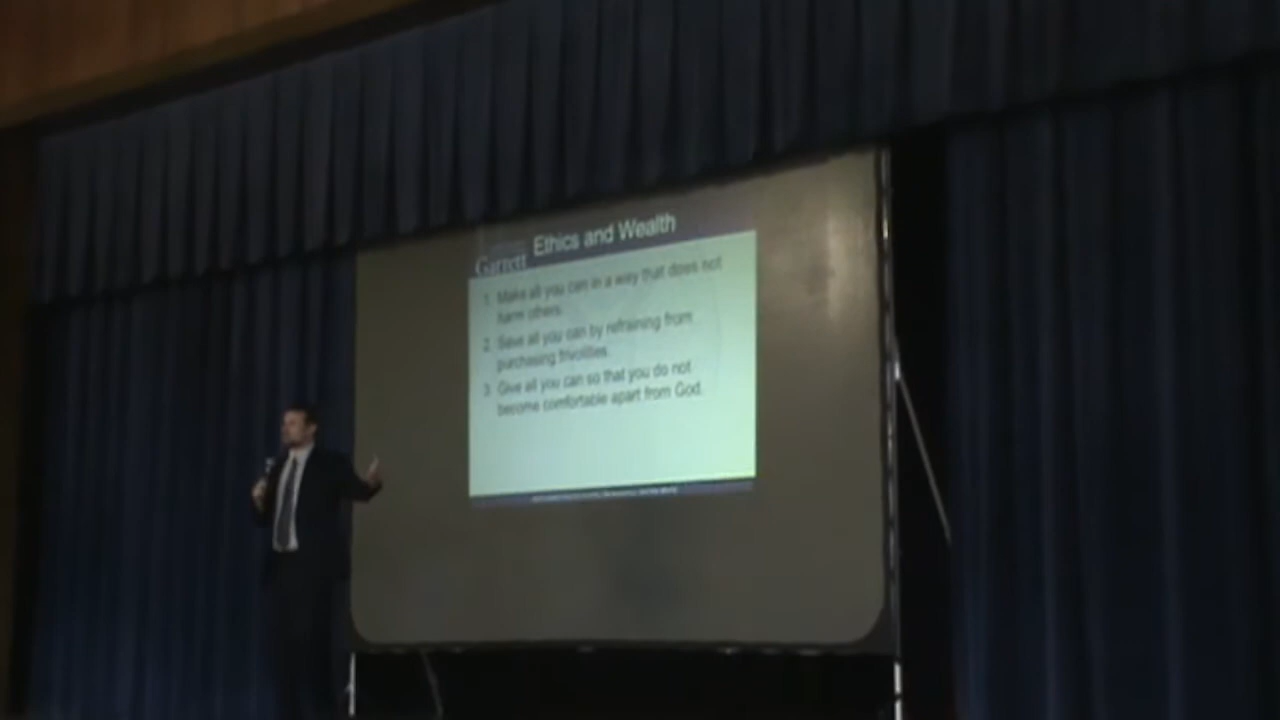 Ethics and Wealth
Garrett
1. Make all you can in a way that does not
harm others.
2. Save all you can by refraining from
purchasing frivolities.
3. Give all you can so that you do not
become comfortable apart from God.